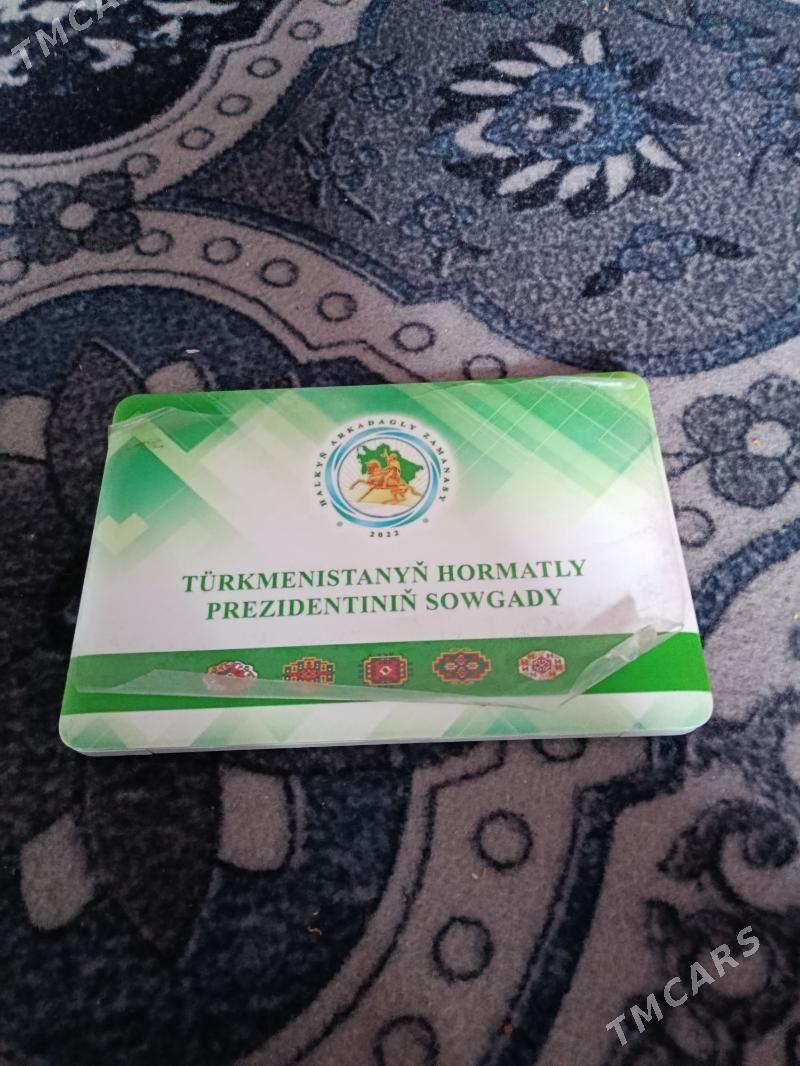 TMCARS
HALKYŇ ARKADAGLY ZAMANASY
2022
TÜRKMENISTANYŇ HORMATLY
PREZIDENTINIŇ SOWGADY
TMCARS